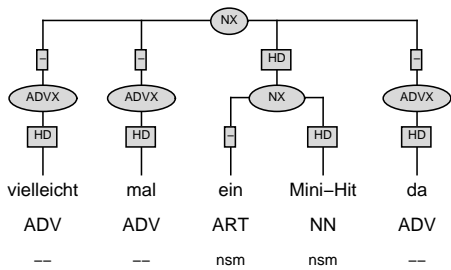 NX
– – HD –
ADVX ADVX NX ADVX
HD HD – HD HD
vielleicht mal ein Mini−Hit da
ADV ADV ART NN ADV
−− −− nsm nsm −−